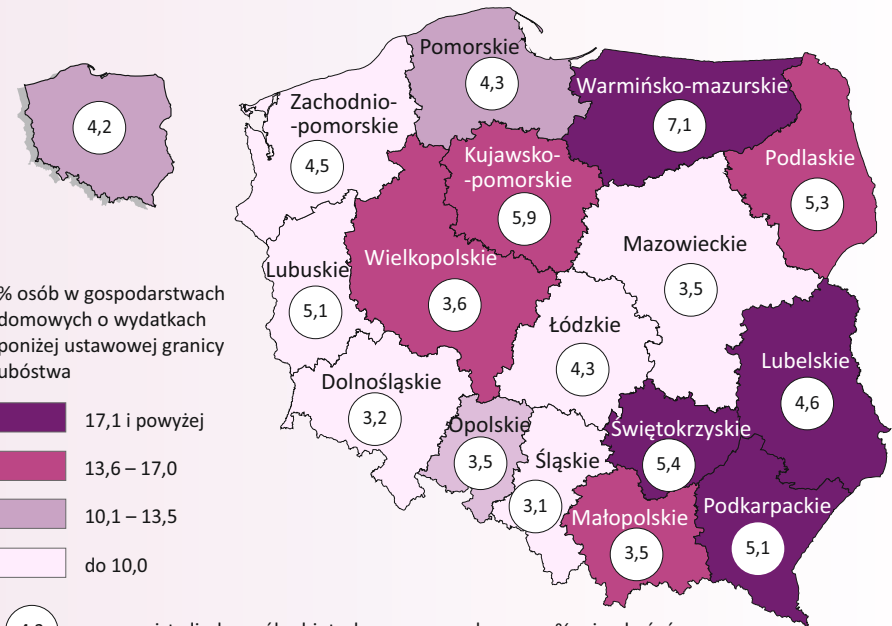 Pomorskie
4,3
Warmińsko-mazurskie
7,1
Zachodnio-
-pomorskie
4,5
4,2
Kujawsko-
-pomorskie
5,9
Podlaskie
5,3
Mazowieckie
3,5
Wielkopolskie
3,6
Lubuskie
5,1
% osób w gospodarstwach
domowych o wydatkach
poniżej ustawowej granicy
ubóstwa
Łódzkie
4,3
Lubelskie
4,6
Dolnośląskie
3,2
17,1 i powyżej
13,6 – 17,0
10,1 – 13,5
do 10,0
Opolskie
3,5
Śląskie
3,1
Świętokrzyskie
5,4
Małopolskie
3,5
Podkarpackie
5,1